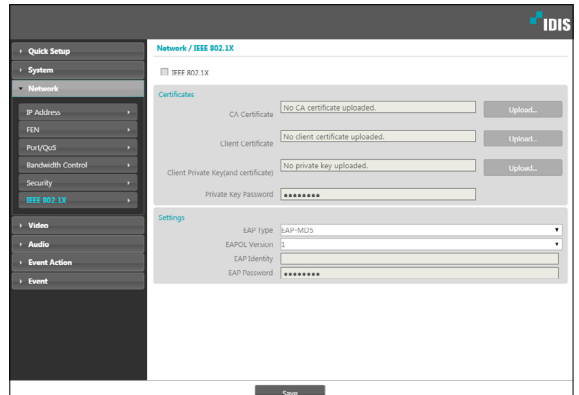 IDIS
Quick Setup
System
Network
IP Address
FEN
Port/QoS
Bandwidth Control
Security
IEEE 802.1X
Video
Audio
Event Action
Event
Network / IEEE 802.1X
IEEE 802.1X
Certificates
CA Certificate No CA certificate uploaded. Upload...
Client Certificate No client certificate uploaded. Upload...
Client Private Key(and certificate) No private key uploaded. Upload...
Private Key Password ●●●●●●●●
Settings
EAP Type EAP-MD5
EAPOL Version 1
EAP Identity
EAP Password ●●●●●●●●
Save